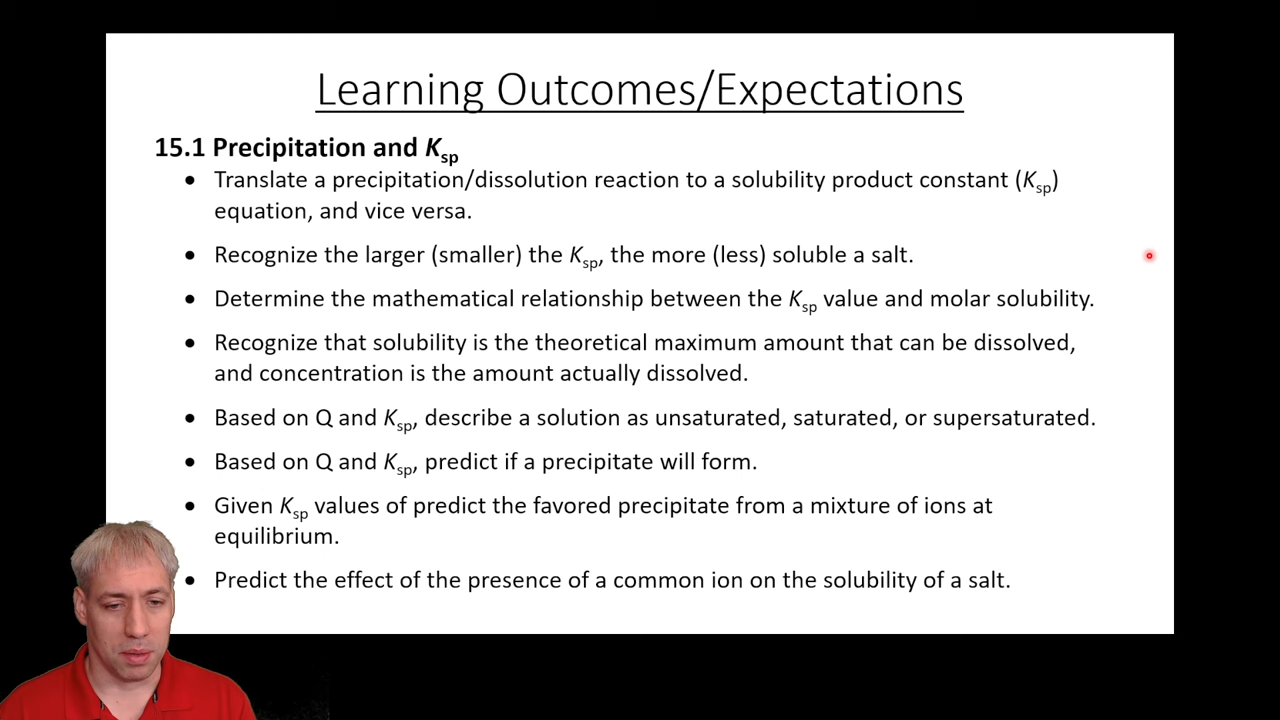 Learning Outcomes/Expectations
15.1 Precipitation and Ksp
• Translate a precipitation/dissolution reaction to a solubility product constant (Ksp)
equation, and vice versa.
• Recognize the larger (smaller) the Ksp, the more (less) soluble a salt.
• Determine the mathematical relationship between the Ksp value and molar solubility.
• Recognize that solubility is the theoretical maximum amount that can be dissolved,
and concentration is the amount actually dissolved.
• Based on Q and Ksp, describe a solution as unsaturated, saturated, or supersaturated.
• Based on Q and Ksp, predict if a precipitate will form.
• Given Ksp values of predict the favored precipitate from a mixture of ions at
equilibrium.
• Predict the effect of the presence of a common ion on the solubility of a salt.